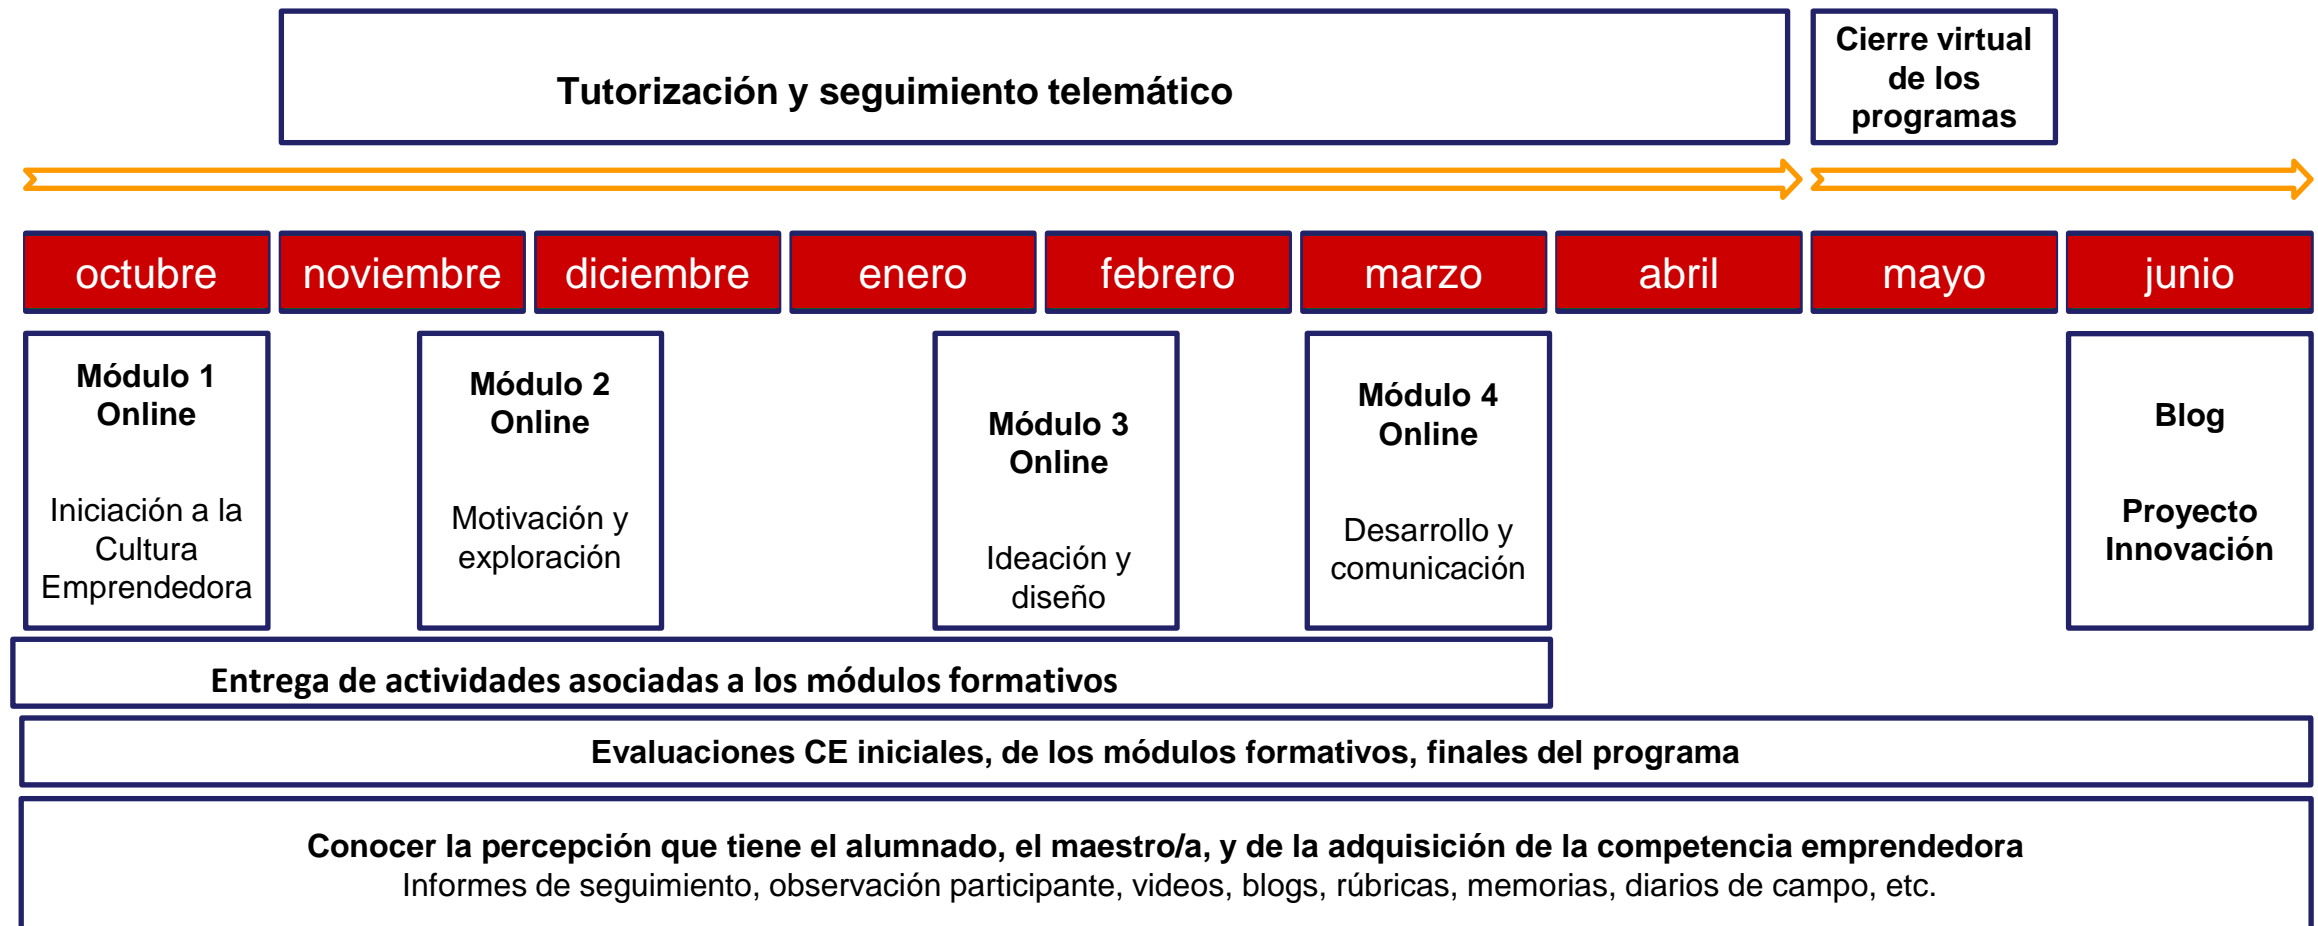 Tutorización y seguimiento telemático
Cierre virtual
de los
programas
octubre
noviembre
diciembre
enero
febrero
marzo
abril
mayo
junio
Módulo 1
Online
Iniciación a la
Cultura
Emprendedora
Módulo 2
Online
Motivación y
exploración
Módulo 3
Online
Ideación y
diseño
Módulo 4
Online
Desarrollo y
comunicación
Blog
Proyecto
Innovación
Entrega de actividades asociadas a los módulos formativos
Evaluaciones CE iniciales, de los módulos formativos, finales del programa
Conocer la percepción que tiene el alumnado, el maestro/a, y de la adquisición de la competencia emprendedora
Informes de seguimiento, observación participante, videos, blogs, rúbricas, memorias, diarios de campo, etc.